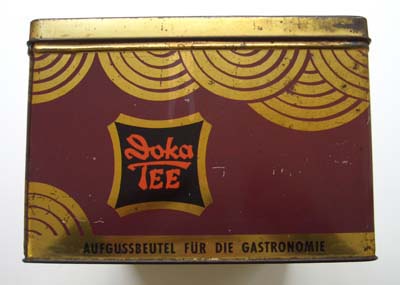 Doka
TEE
AUFGUSSBEUTEL FÜR DIE GASTRONOMIE